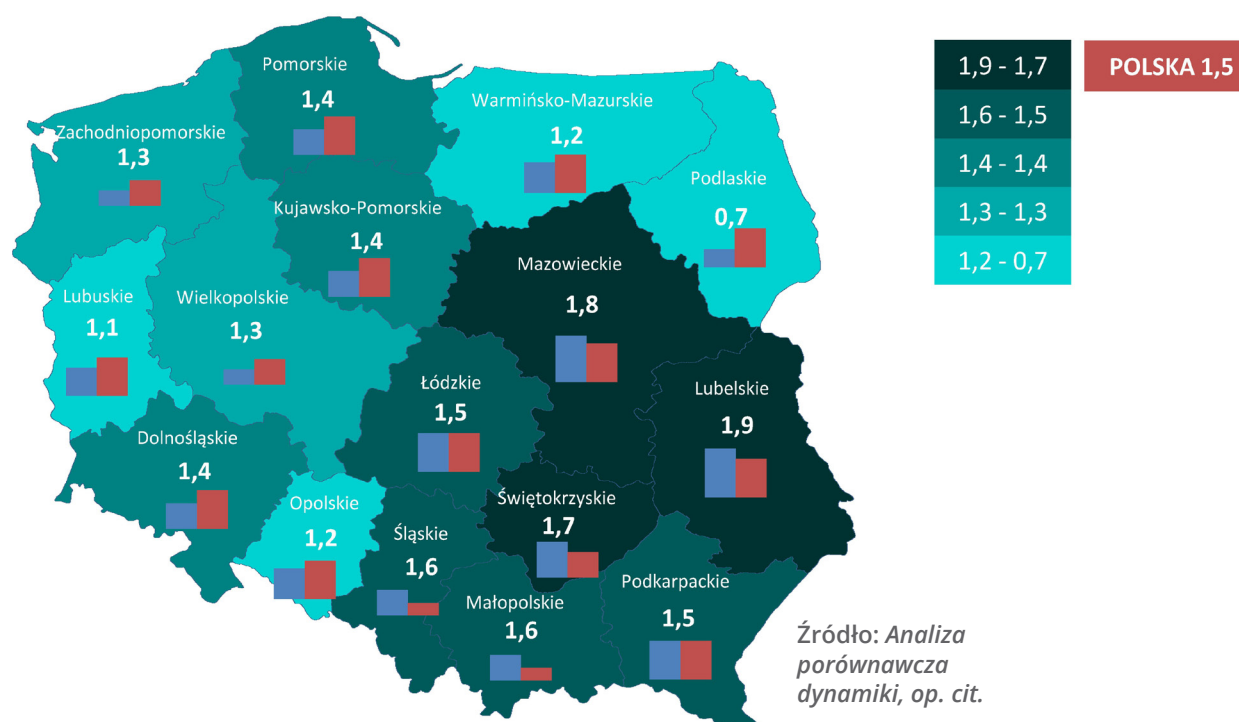 Pomorskie
1,4
Warmińsko-Mazurskie
1,2
Zachodniopomorskie
1,3
Podlaskie
0,7
Kujawsko-Pomorskie
1,4
Mazowieckie
1,8
Lubuskie
1,1
Wielkopolskie
1,3
Łódzkie
1,5
Lubelskie
1,9
Dolnośląskie
1,4
Opolskie
1,2
Świętokrzyskie
1,7
Śląskie
1,6
Małopolskie
1,6
Podkarpackie
1,5
1,9 - 1,7
1,6 - 1,5
1,4 - 1,4
1,3 - 1,3
1,2 - 0,7
POLSKA 1,5
Źródło: Analiza
porównawcza
dynamiki, op. cit.